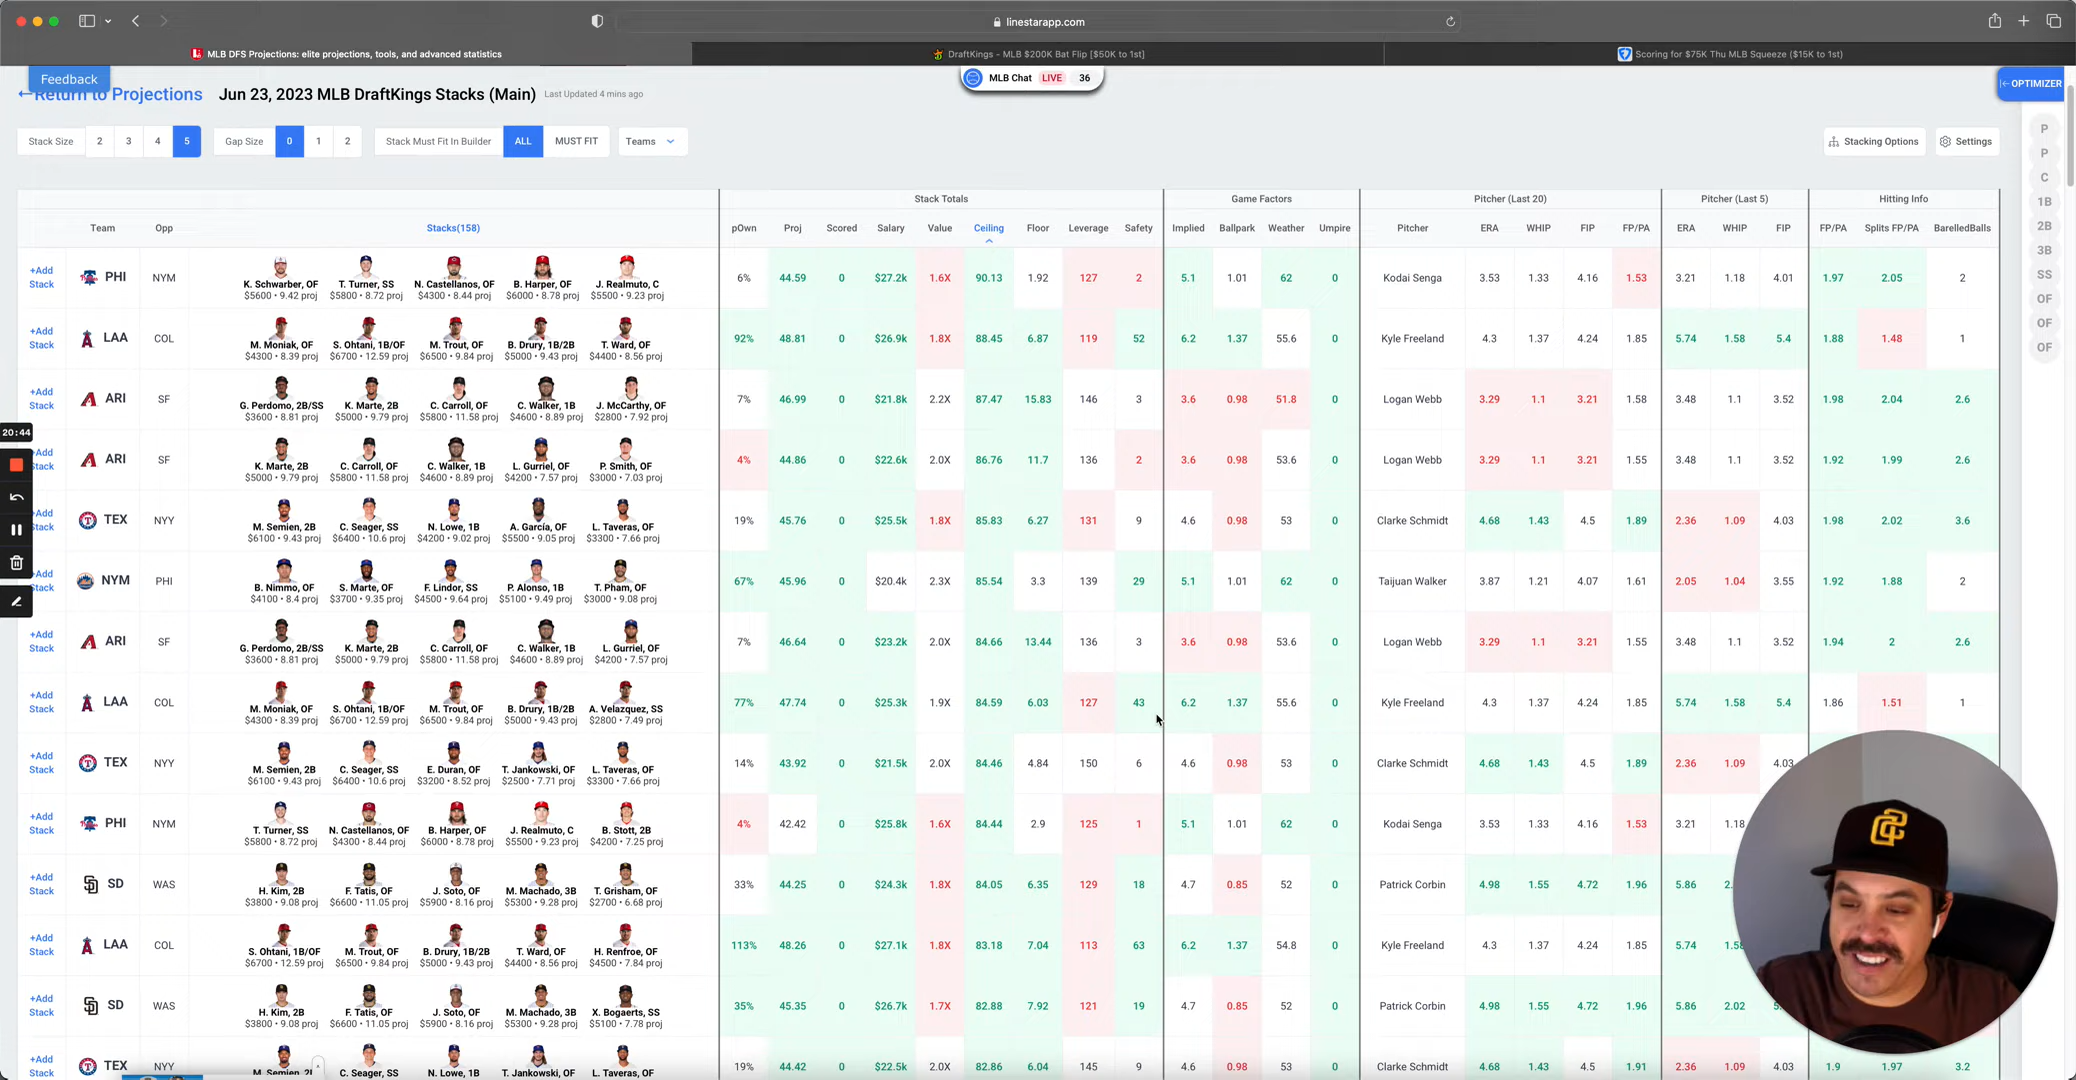 linestarapp.com
MLB DFS Projections: elite projections, tools, and advanced statistics
DraftKings - MLB $200K Bat Flip [$50K to 1st]
Scoring for $75K Thu MLB Squeeze ($15K to 1st)
Feedback
←Return to Projections Jun 23, 2023 MLB DraftKings Stacks (Main) Last Updated 4 mins ago
MLB Chat LIVE 36
OPTIMIZER
Stack Size 2 3 4 5 Gap Size 0 1 2 Stack Must Fit In Builder ALL MUST FIT Teams
Stacking Options Settings
P
P
C
1B
2B
3B
SS
OF
OF
OF
20:44
Stack Totals Game Factors Pitcher (Last 20) Pitcher (Last 5) Hitting Info
Team Opp Stacks(158) pOwn Proj Scored Salary Value Ceiling Floor Leverage Safety Implied Ballpark Weather Umpire Pitcher ERA WHIP FIP FP/PA ERA WHIP FIP FP/PA Splits FP/PA BarelledBalls
+Add Stack PHI NYM 6% 44.59 0 $27.2k 1.6X 90.13 1.92 127 2 5.1 1.01 62 0 Kodai Senga 3.53 1.33 4.16 1.53 3.21 1.18 4.01 1.97 2.05 2
K. Schwarber, OF T. Turner, SS N. Castellanos, OF B. Harper, OF J. Realmuto, C
$5600 • 9.42 proj $5800 • 8.72 proj $4300 • 8.44 proj $6000 • 8.78 proj $5500 • 9.23 proj
+Add Stack LAA COL 92% 48.81 0 $26.9k 1.8X 88.45 6.87 119 52 6.2 1.37 55.6 0 Kyle Freeland 4.3 1.37 4.24 1.85 5.74 1.58 5.4 1.88 1.48 1
M. Moniak, OF S. Ohtani, 1B/OF M. Trout, OF B. Drury, 1B/2B T. Ward, OF
$4300 • 8.39 proj $6700 • 12.59 proj $6500 • 9.84 proj $5000 • 9.43 proj $4400 • 8.56 proj
+Add Stack ARI SF 7% 46.99 0 $21.8k 2.2X 87.47 15.83 146 3 3.6 0.98 51.8 0 Logan Webb 3.29 1.1 3.21 1.58 3.48 1.1 3.52 1.98 2.04 2.6
G. Perdomo, 2B/SS K. Marte, 2B C. Carroll, OF C. Walker, 1B J. McCarthy, OF
$3600 • 8.81 proj $5000 • 9.79 proj $5800 • 11.58 proj $4600 • 8.89 proj $2800 • 7.92 proj
+Add Stack ARI SF 4% 44.86 0 $22.6k 2.0X 86.76 11.7 136 2 3.6 0.98 53.6 0 Logan Webb 3.29 1.1 3.21 1.55 3.48 1.1 3.52 1.92 1.99 2.6
K. Marte, 2B C. Carroll, OF C. Walker, 1B L. Gurriel, OF P. Smith, OF
$5000 • 9.79 proj $5800 • 11.58 proj $4600 • 8.89 proj $4200 • 7.57 proj $3000 • 7.03 proj
+Add Stack TEX NYY 19% 45.76 0 $25.5k 1.8X 85.83 6.27 131 9 4.6 0.98 53 0 Clarke Schmidt 4.68 1.43 4.5 1.89 2.36 1.09 4.03 1.98 2.02 3.6
M. Semien, 2B C. Seager, SS N. Lowe, 1B A. García, OF L. Taveras, OF
$6100 • 9.43 proj $6400 • 10.6 proj $4200 • 9.02 proj $5500 • 9.05 proj $3300 • 7.66 proj
+Add Stack NYM PHI 67% 45.96 0 $20.4k 2.3X 85.54 3.3 139 29 5.1 1.01 62 0 Taijuan Walker 3.87 1.21 4.07 1.61 2.05 1.04 3.55 1.92 1.88 2
B. Nimmo, OF S. Marte, OF F. Lindor, SS P. Alonso, 1B T. Pham, OF
$4100 • 8.4 proj $3700 • 9.35 proj $4500 • 9.64 proj $5100 • 9.49 proj $3000 • 9.08 proj
+Add Stack ARI SF 7% 46.64 0 $23.2k 2.0X 84.66 13.44 136 3 3.6 0.98 53.6 0 Logan Webb 3.29 1.1 3.21 1.55 3.48 1.1 3.52 1.94 2 2.6
G. Perdomo, 2B/SS K. Marte, 2B C. Carroll, OF C. Walker, 1B L. Gurriel, OF
$3600 • 8.81 proj $5000 • 9.79 proj $5800 • 11.58 proj $4600 • 8.89 proj $4200 • 7.57 proj
+Add Stack LAA COL 77% 47.74 0 $25.3k 1.9X 84.59 6.03 127 43 6.2 1.37 55.6 0 Kyle Freeland 4.3 1.37 4.24 1.85 5.74 1.58 5.4 1.86 1.51 1
M. Moniak, OF S. Ohtani, 1B/OF M. Trout, OF B. Drury, 1B/2B A. Velazquez, SS
$4300 • 8.39 proj $6700 • 12.59 proj $6500 • 9.84 proj $5000 • 9.43 proj $2800 • 7.49 proj
+Add Stack TEX NYY 14% 43.92 0 $21.5k 2.0X 84.46 4.84 150 6 4.6 0.98 53 0 Clarke Schmidt 4.68 1.43 4.5 1.89 2.36 1.09 4.03
M. Semien, 2B C. Seager, SS E. Duran, OF T. Jankowski, OF L. Taveras, OF
$6100 • 9.43 proj $6400 • 10.6 proj $3200 • 8.52 proj $2500 • 7.71 proj $3300 • 7.66 proj
+Add Stack PHI NYM 4% 42.42 0 $25.8k 1.6X 84.44 2.9 125 1 5.1 1.01 62 0 Kodai Senga 3.53 1.33 4.16 1.53 3.21 1.18
T. Turner, SS N. Castellanos, OF B. Harper, OF J. Realmuto, C B. Stott, 2B
$5800 • 8.72 proj $4300 • 8.44 proj $6000 • 8.78 proj $5500 • 9.23 proj $4200 • 7.25 proj
+Add Stack SD WAS 33% 44.25 0 $24.3k 1.8X 84.05 6.35 129 18 4.7 0.85 52 0 Patrick Corbin 4.98 1.55 4.72 1.96 5.86
H. Kim, 2B F. Tatis, OF J. Soto, OF M. Machado, 3B T. Grisham, OF
$3800 • 9.08 proj $6600 • 11.05 proj $5900 • 8.16 proj $5300 • 9.28 proj $2700 • 6.68 proj
+Add Stack LAA COL 113% 48.26 0 $27.1k 1.8X 83.18 7.04 113 63 6.2 1.37 54.8 0 Kyle Freeland 4.3 1.37 4.24 1.85 5.74
S. Ohtani, 1B/OF M. Trout, OF B. Drury, 1B/2B T. Ward, OF H. Renfroe, OF
$6700 • 12.59 proj $6500 • 9.84 proj $5000 • 9.43 proj $4400 • 8.56 proj $4500 • 7.84 proj
+Add Stack SD WAS 35% 45.35 0 $26.7k 1.7X 82.88 7.92 121 19 4.7 0.85 52 0 Patrick Corbin 4.98 1.55 4.72 1.96 5.86 2.02
H. Kim, 2B F. Tatis, OF J. Soto, OF M. Machado, 3B X. Bogaerts, SS
$3800 • 9.08 proj $6600 • 11.05 proj $5900 • 8.16 proj $5300 • 9.28 proj $5100 • 7.78 proj
+Add Stack TEX NYY 19% 44.42 0 $22.5k 2.0X 82.86 6.04 145 9 4.6 0.98 53 0 Clarke Schmidt 4.68 1.43 4.5 1.91 2.36 1.09 4.03 1.9 1.97 3.2
M. Semien, 2B C. Seager, SS N. Lowe, 1B T. Jankowski, OF L. Taveras, OF